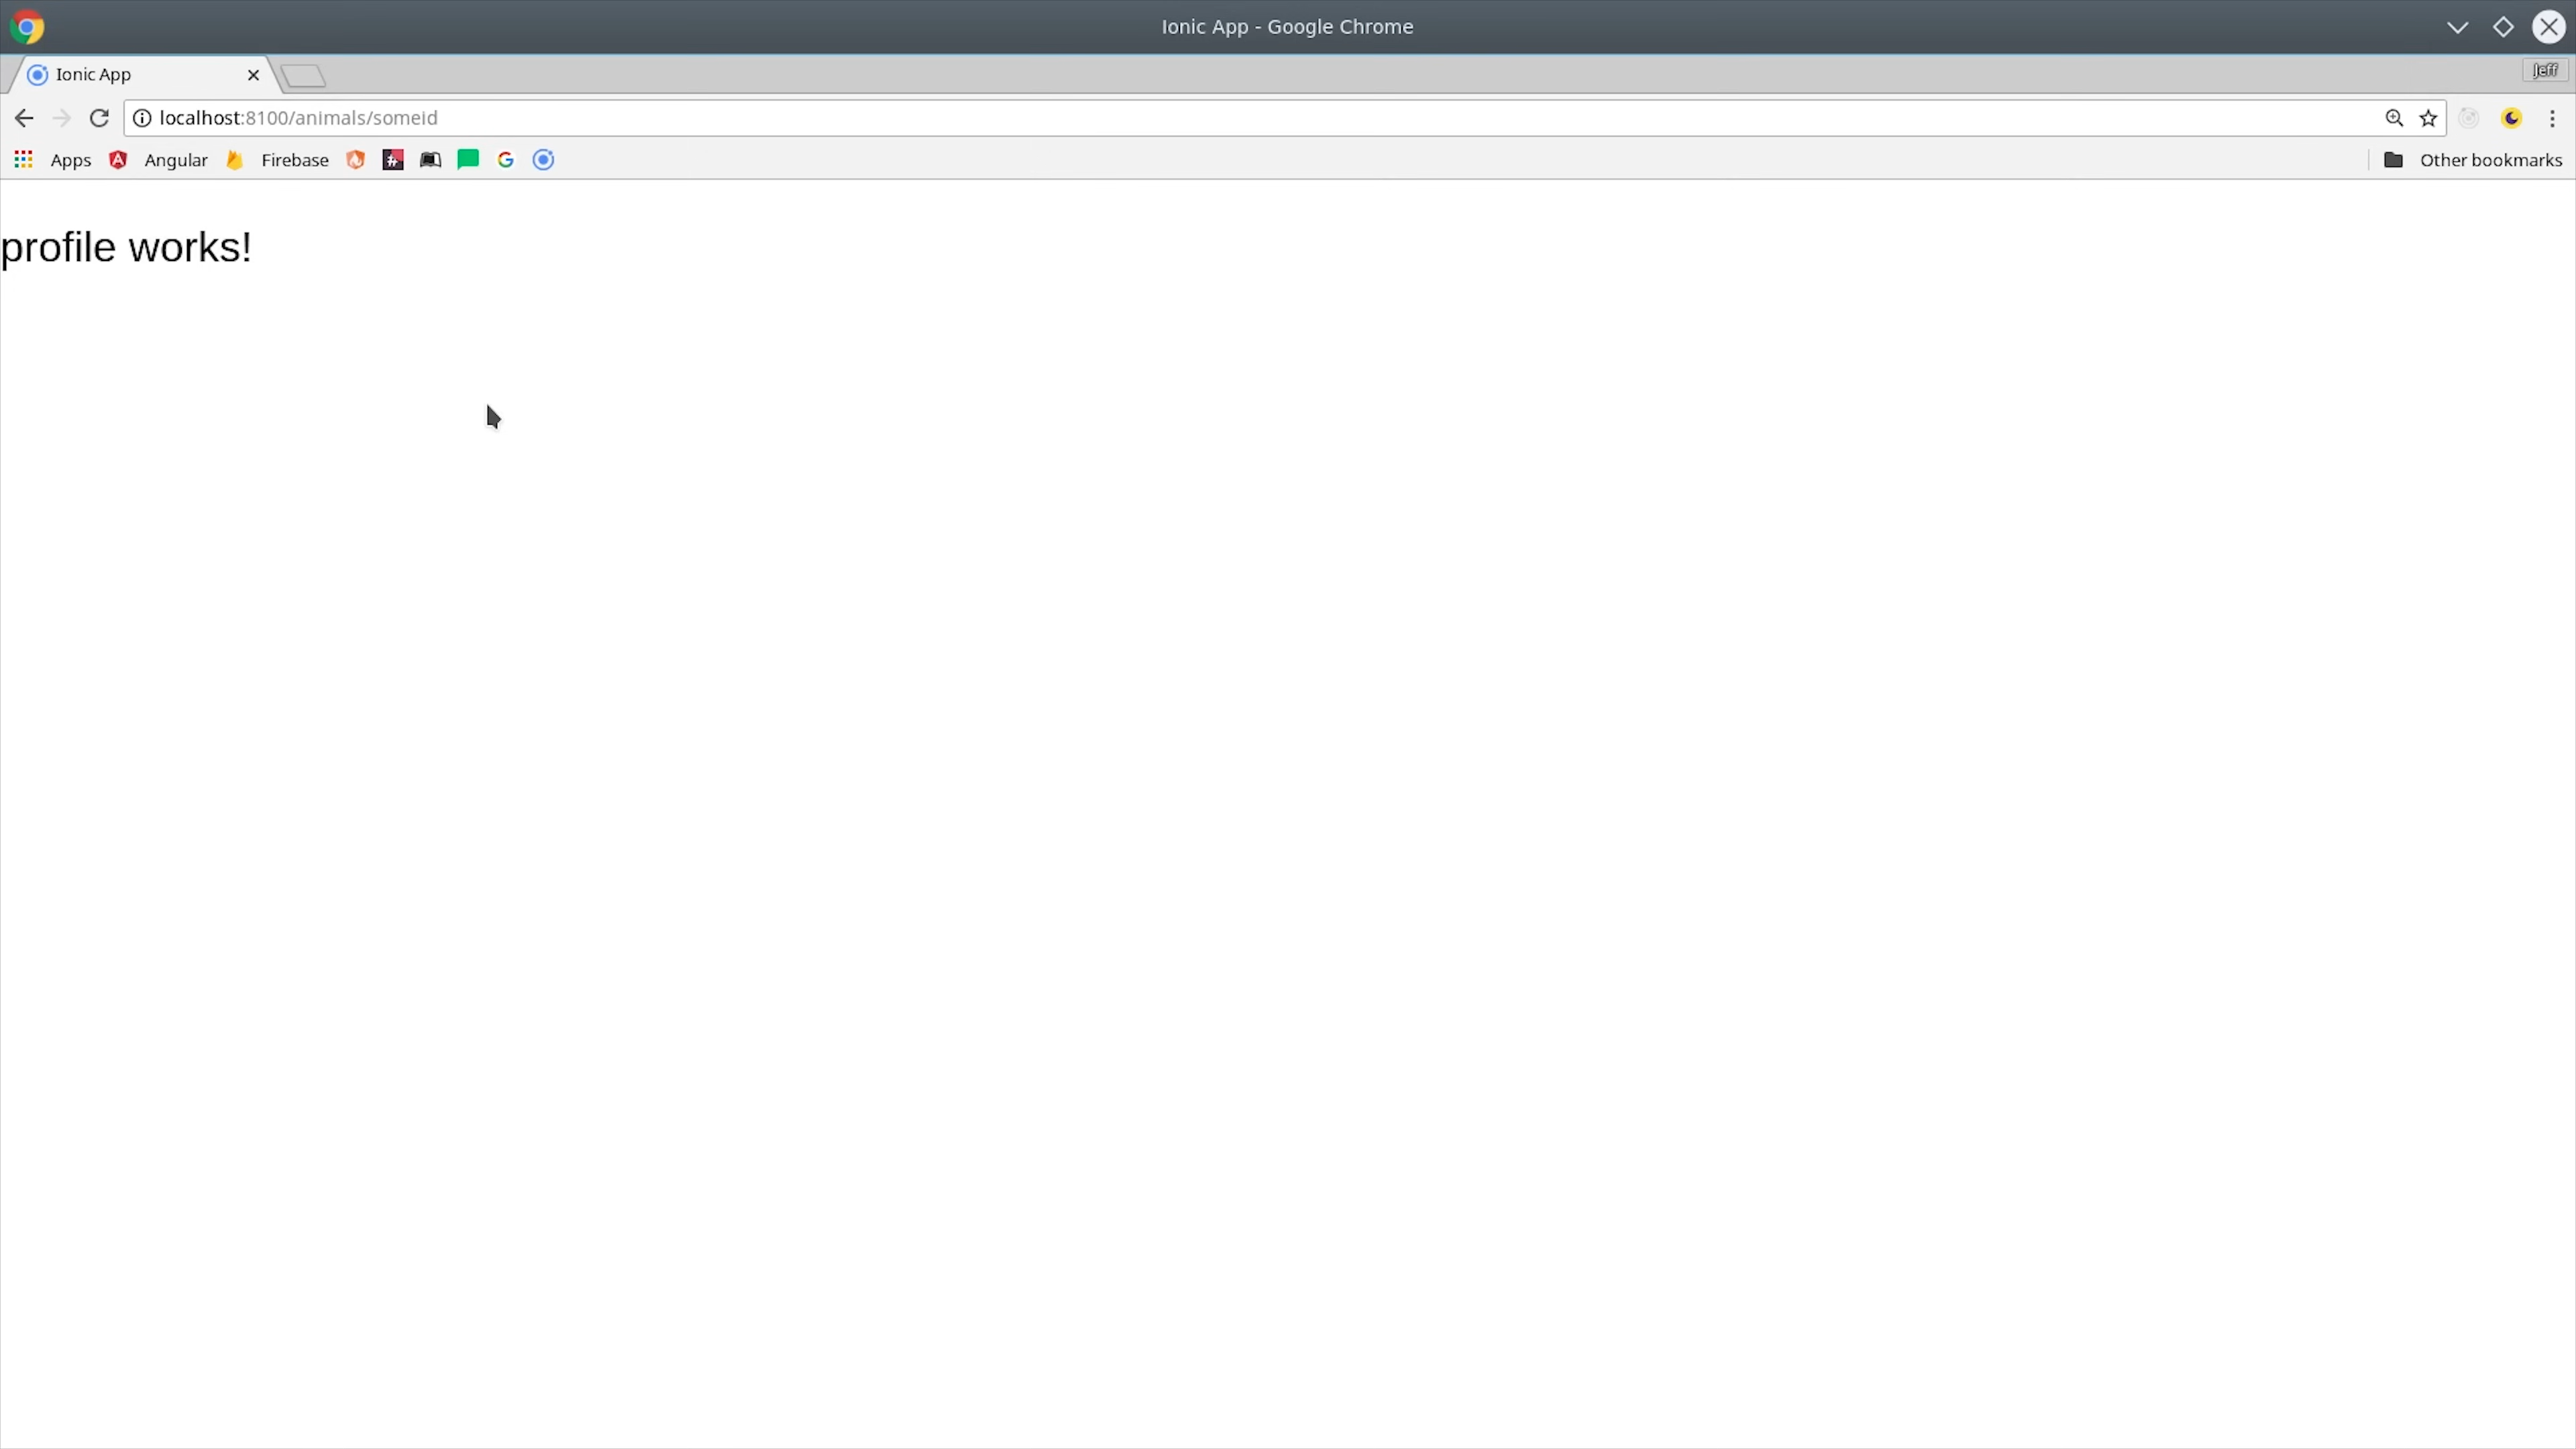 Ionic App - Google Chrome
Ionic App
Jeff
localhost:8100/animals/someid
Apps Angular Firebase # G Other bookmarks
profile works!